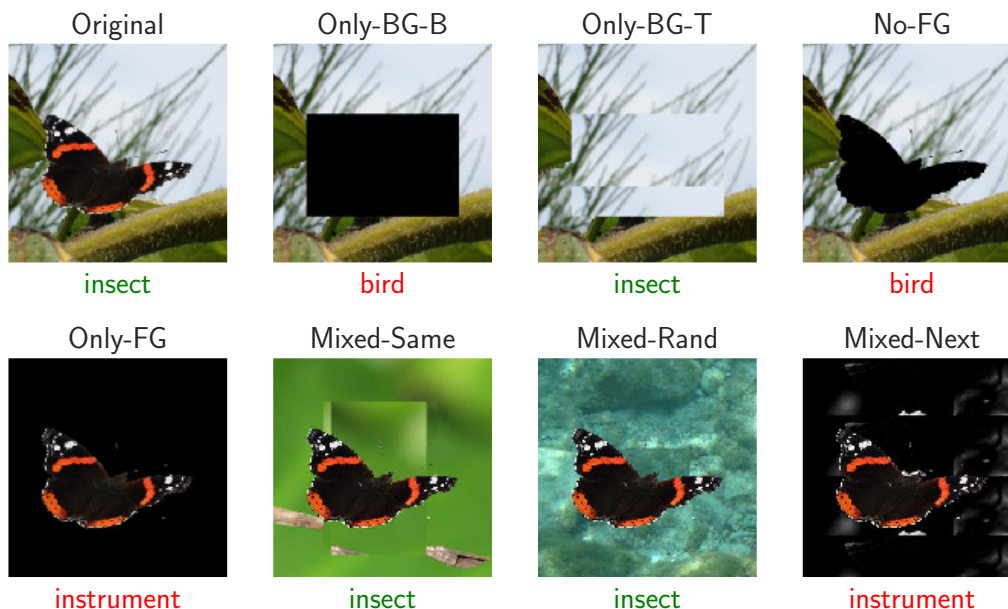 Original
Only-BG-B
Only-BG-T
No-FG
insect
bird
insect
bird
Only-FG
Mixed-Same
Mixed-Rand
Mixed-Next
instrument
insect
insect
instrument